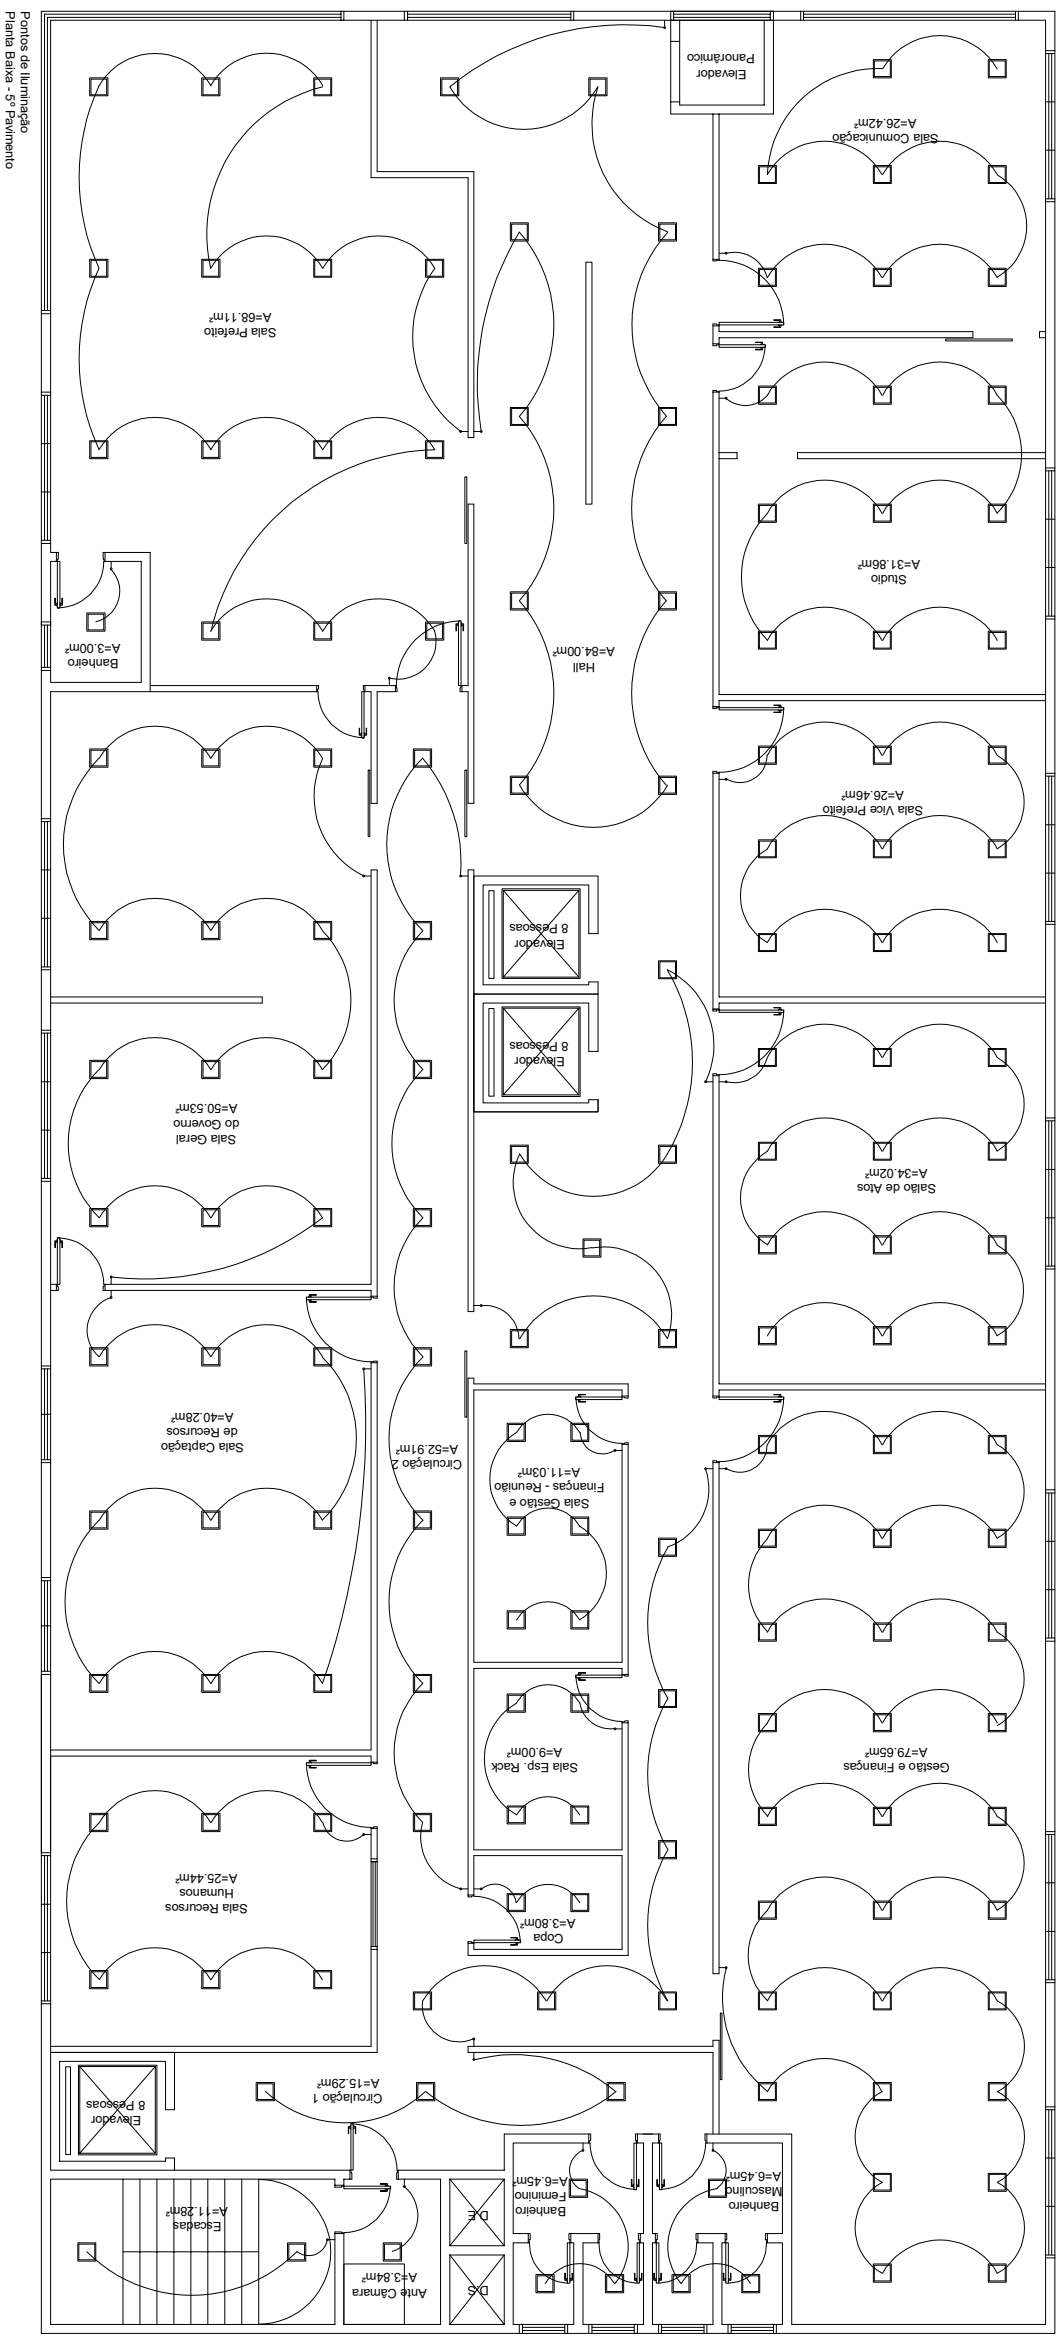 Pontos de Iluminação
Planta Baixa - 5° Pavimento
Elevador
Panorâmico
Sala Comunicação
A=26.42m²
Sala Prefeito
A=68.11m²
Studio
A=31.86m²
Banheiro
A=3.00m²
Hall
A=84.00m²
Sala Vice Prefeito
A=26.46m²
Elevador
8 Pessoas
Elevador
8 Pessoas
Sala Geral
do Governo
A=50.53m²
Salão de Atos
A=34.02m²
Sala Captação
de Recursos
A=40.28m²
Circulação 2
A=52.91m²
Sala Gestão e
Finanças - Reunião
A=11.03m²
Sala Esp. Rack
A=9.00m²
Gestão e Finanças
A=79.65m²
Sala Recursos
Humanos
A=25.44m²
Copa
A=3.80m²
Circulação 1
A=15.29m²
Elevador
8 Pessoas
Escadas
A=11.28m²
Ante Câmara
A=3.84m²
D.E
D.S
Banheiro
Feminino
A=6.45m²
Banheiro
Masculino
A=6.45m²